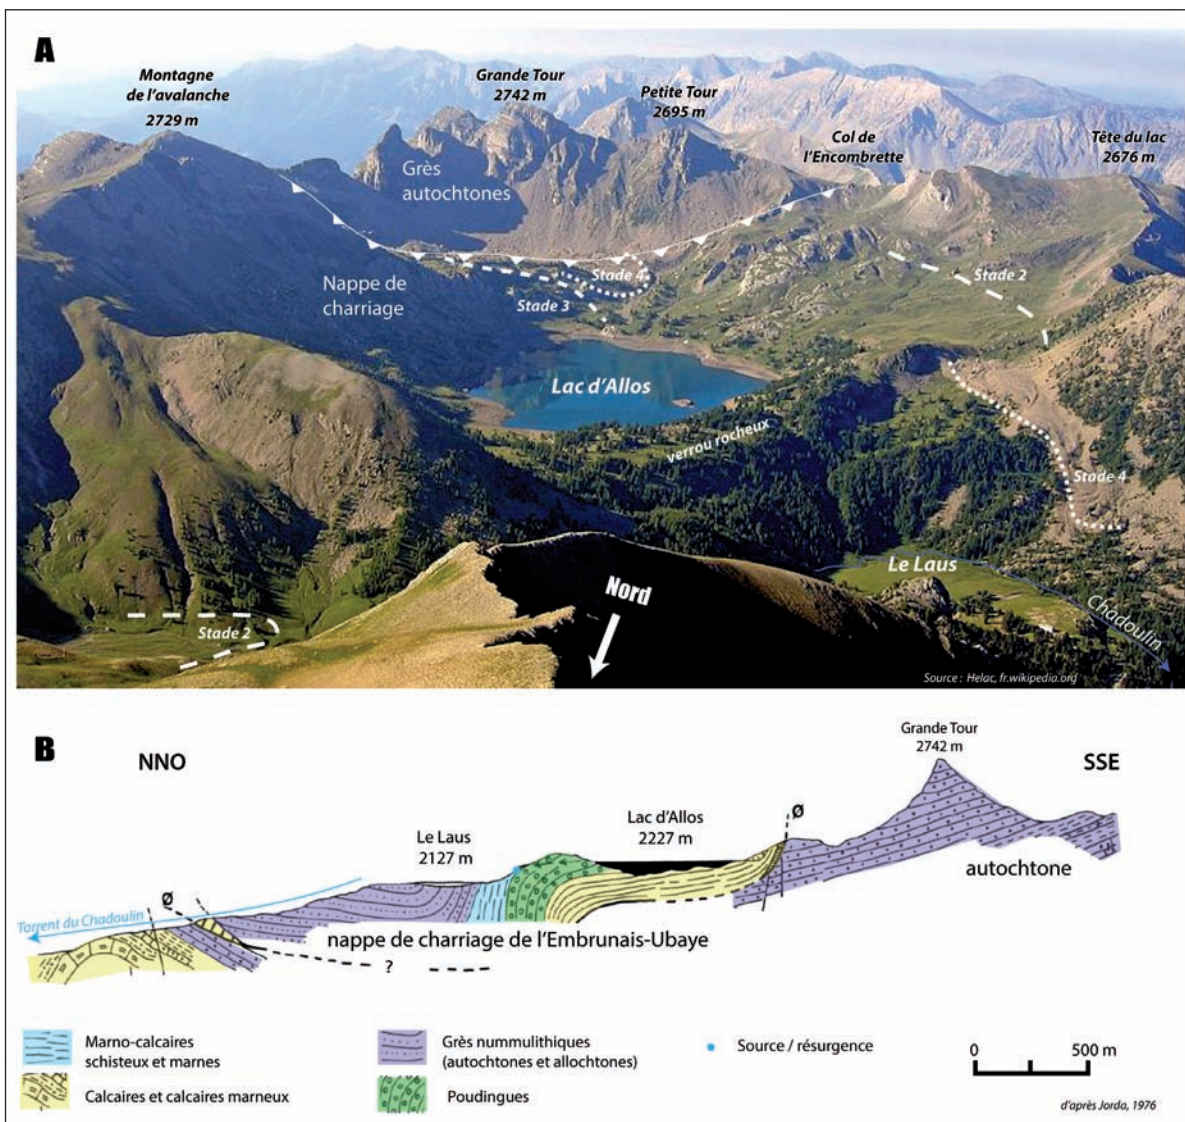 A
Montagne
de l'avalanche
2729 m
Grande Tour
2742 m
Petite Tour
2695 m
Col de
l'Encombrette
Tête du lac
2676 m
Grès
autochtones
Nappe de
charriage
Stade 4
Stade 3
Stade 2
Lac d'Allos
verrou rocheux
Stade 4
Le Laus
Chadoulin
Nord
Stade 2
Source : Helac, fr.wikipedia.org
B
NNO
SSE
Grande Tour
2742 m
Ø
Lac d'Allos
2227 m
Le Laus
2127 m
autochtone
Ø
Torrent du Chadoulin
nappe de charriage de l'Embrunais-Ubaye
?
Marno-calcaires
schisteux et marnes
Calcaires et calcaires marneux
Grès nummulithiques
(autochtones et allochtones)
Poudingues
Source / résurgence
0 500 m
d'après Jorda, 1976